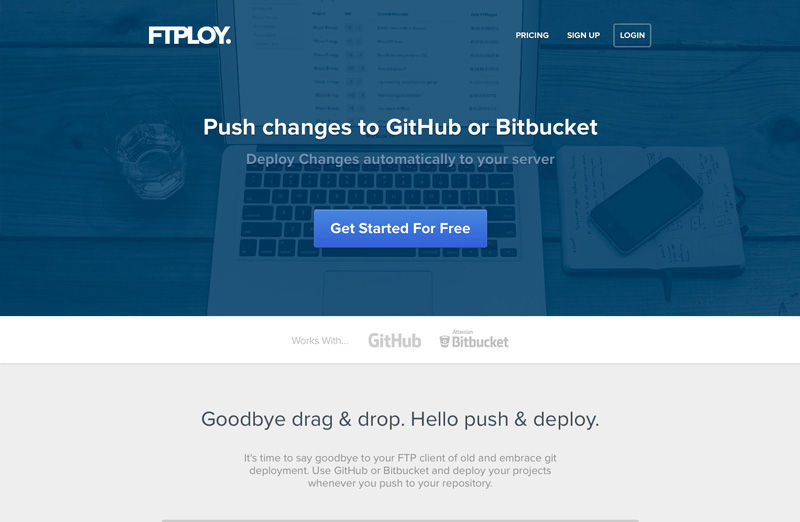 FTPLOY.
PRICING
SIGN UP
LOGIN
Push changes to GitHub or Bitbucket
Deploy Changes automatically to your server
Get Started For Free
Works With...
GitHub
Atlassian
Bitbucket
Goodbye drag & drop. Hello push & deploy.
It's time to say goodbye to your FTP client of old and embrace git
deployment. Use GitHub or Bitbucket and deploy your projects
whenever you push to your repository.